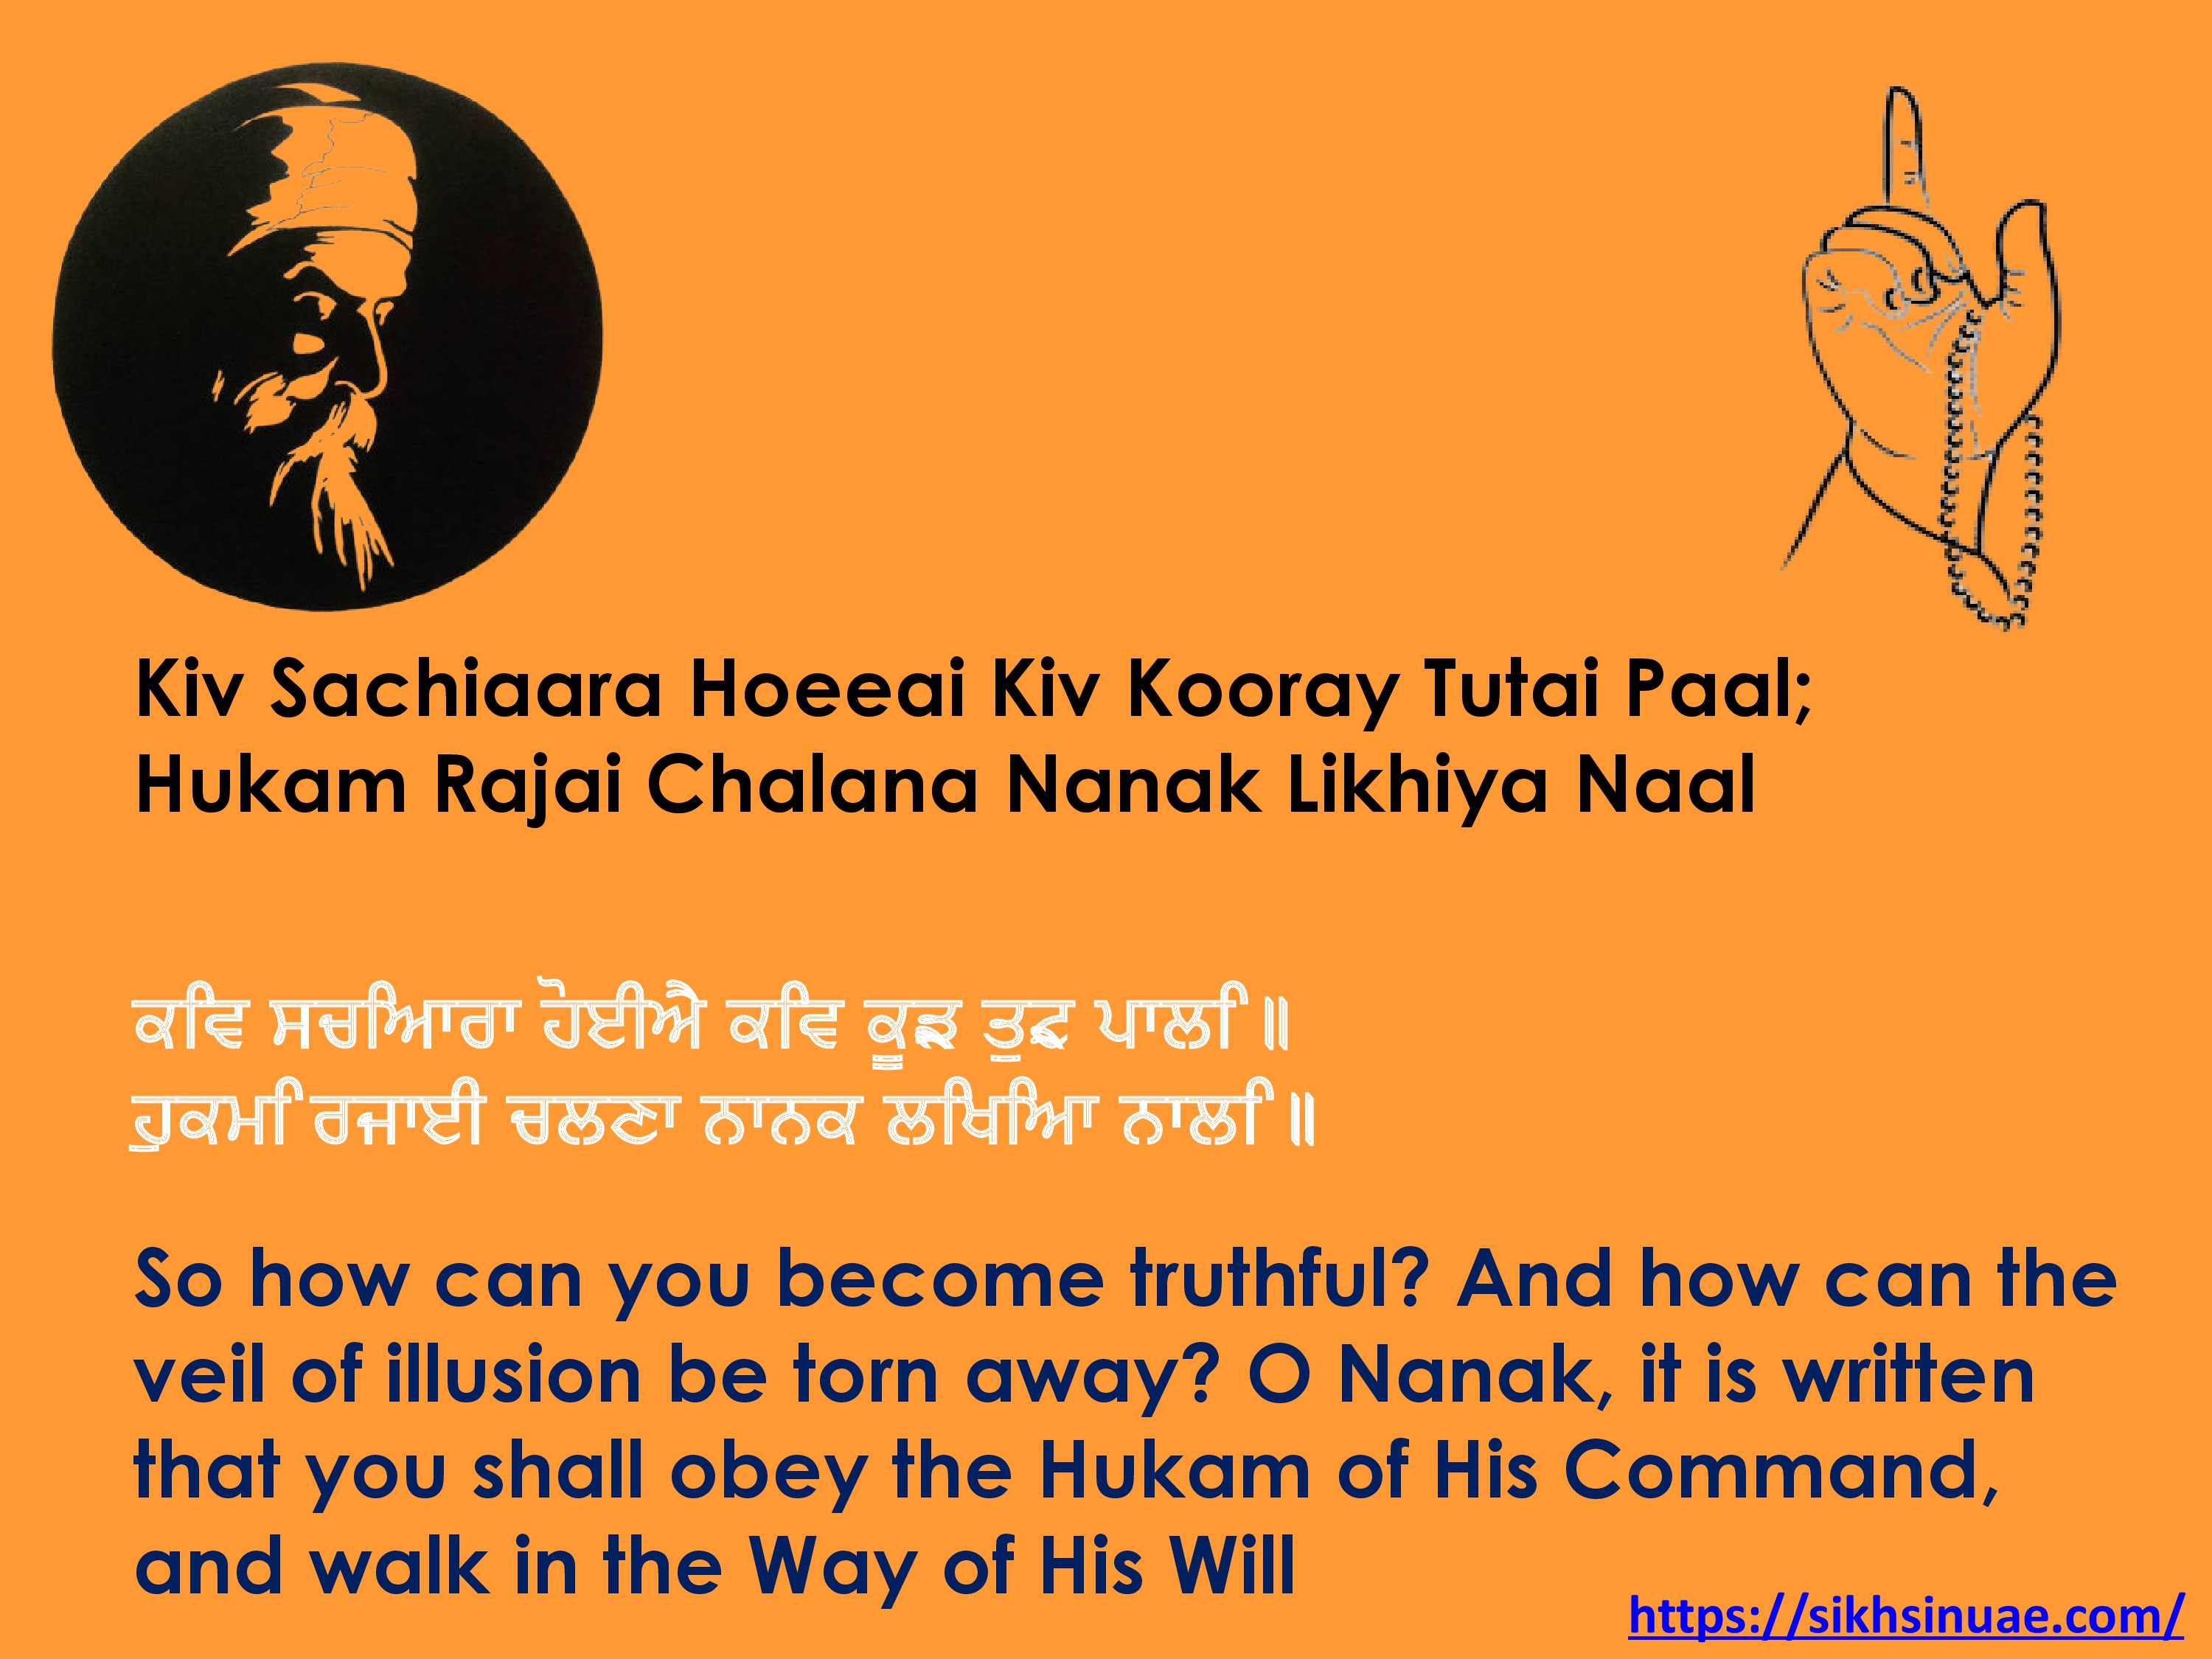 Kiv Sachiaara Hoeeai Kiv Kooray Tutai Paal;
Hukam Rajai Chalana Nanak Likhiya Naal
ਕਿਵ ਸਚਿਆਰਾ ਹੋਈਐ ਕਿਵ ਕੂੜ ਤੁਟ ਪਾਲਿ॥
ਹੁਕਮਿ ਰਜਾਈ ਚਲਣਾ ਨਾਨਕ ਲਿਖਿਆ ਨਾਲਿ॥
So how can you become truthful? And how can the
veil of illusion be torn away? O Nanak, it is written
that you shall obey the Hukam of His Command,
and walk in the Way of His Will
https://sikhsinuae.com/